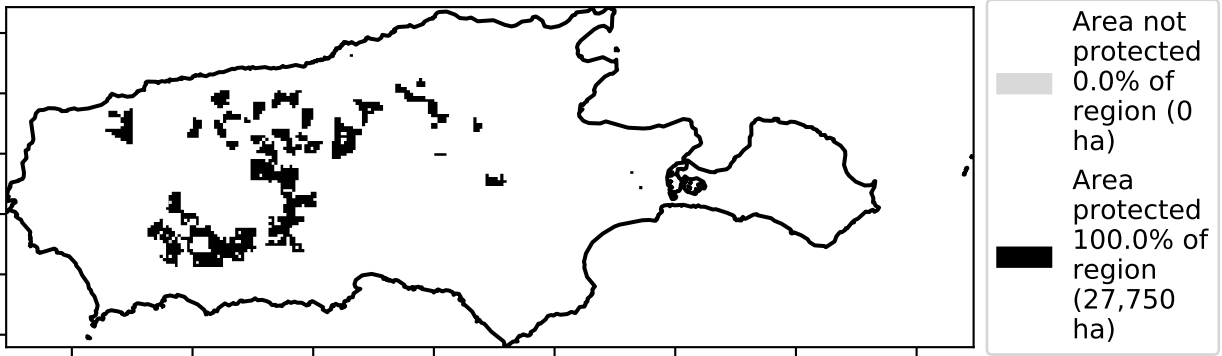 Area not
protected
0.0% of
region (0
ha)
Area
protected
100.0% of
region
(27,750
ha)